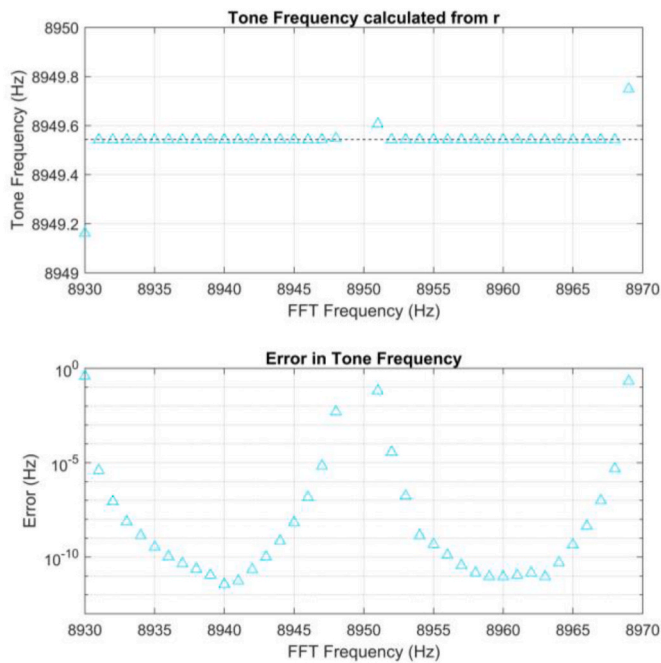 Tone Frequency calculated from r
8950
8949.8
8949.6
8949.4
8949.2
8949
Tone Frequency (Hz)
8930 8935 8940 8945 8950 8955 8960 8965 8970
FFT Frequency (Hz)
Error in Tone Frequency
10^0
10^-5
10^-10
Error (Hz)
8930 8935 8940 8945 8950 8955 8960 8965 8970
FFT Frequency (Hz)